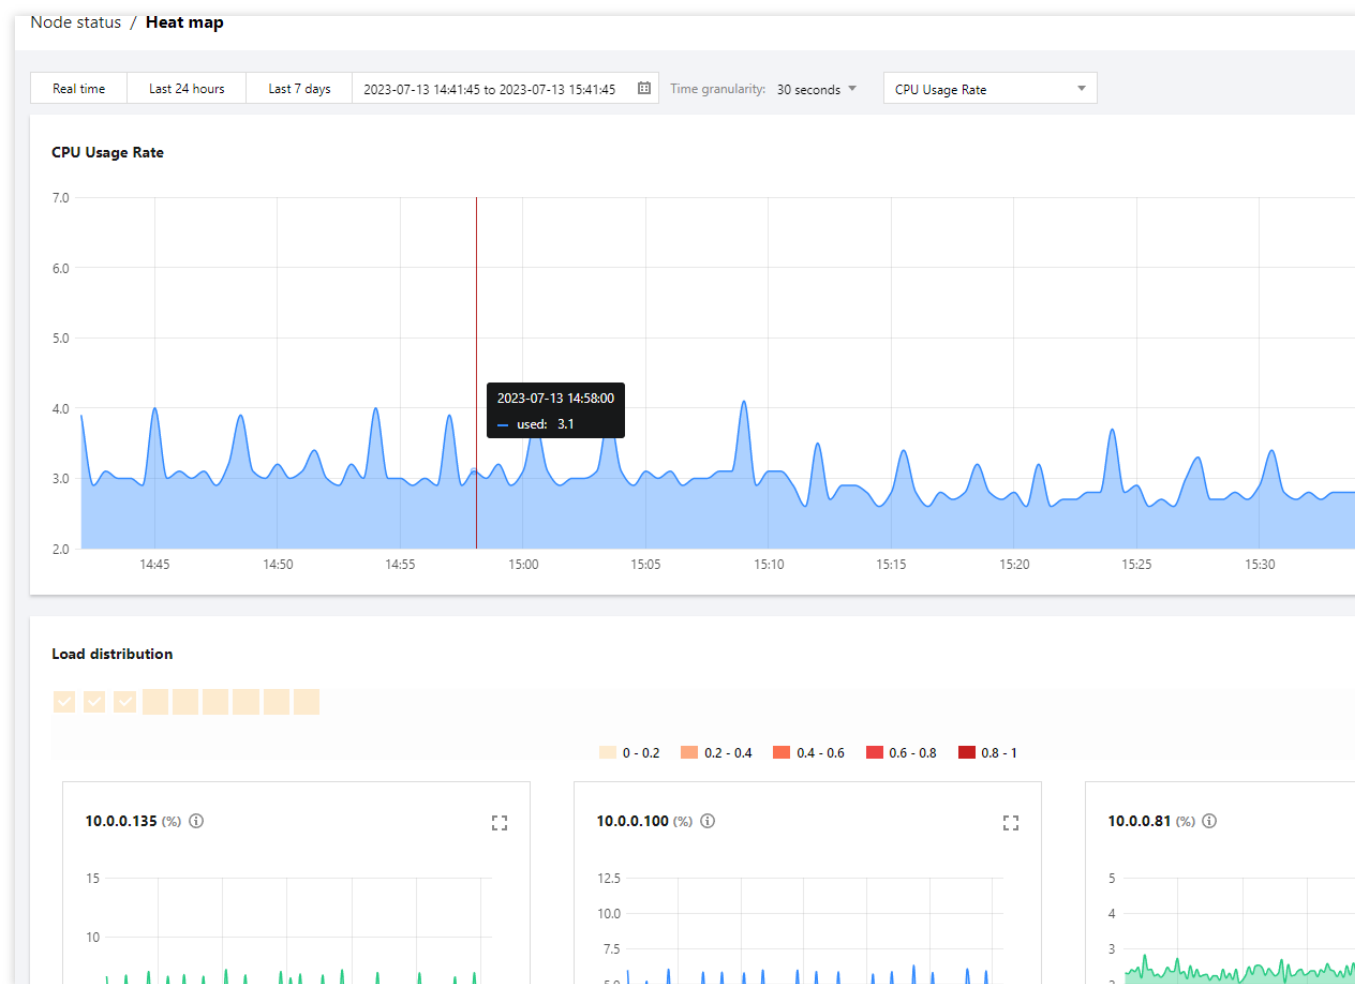 Node status / Heat map
Real time Last 24 hours Last 7 days 2023-07-13 14:41:45 to 2023-07-13 15:41:45 Time granularity: 30 seconds CPU Usage Rate
CPU Usage Rate
7.0
6.0
5.0
4.0
3.0
2.0
2023-07-13 14:58:00
used: 3.1
14:45 14:50 14:55 15:00 15:05 15:10 15:15 15:20 15:25 15:30
Load distribution
0 - 0.2 0.2 - 0.4 0.4 - 0.6 0.6 - 0.8 0.8 - 1
10.0.0.135 (%)
15
10
10.0.0.100 (%)
12.5
10.0
7.5
10.0.0.81 (%)
5
4
3